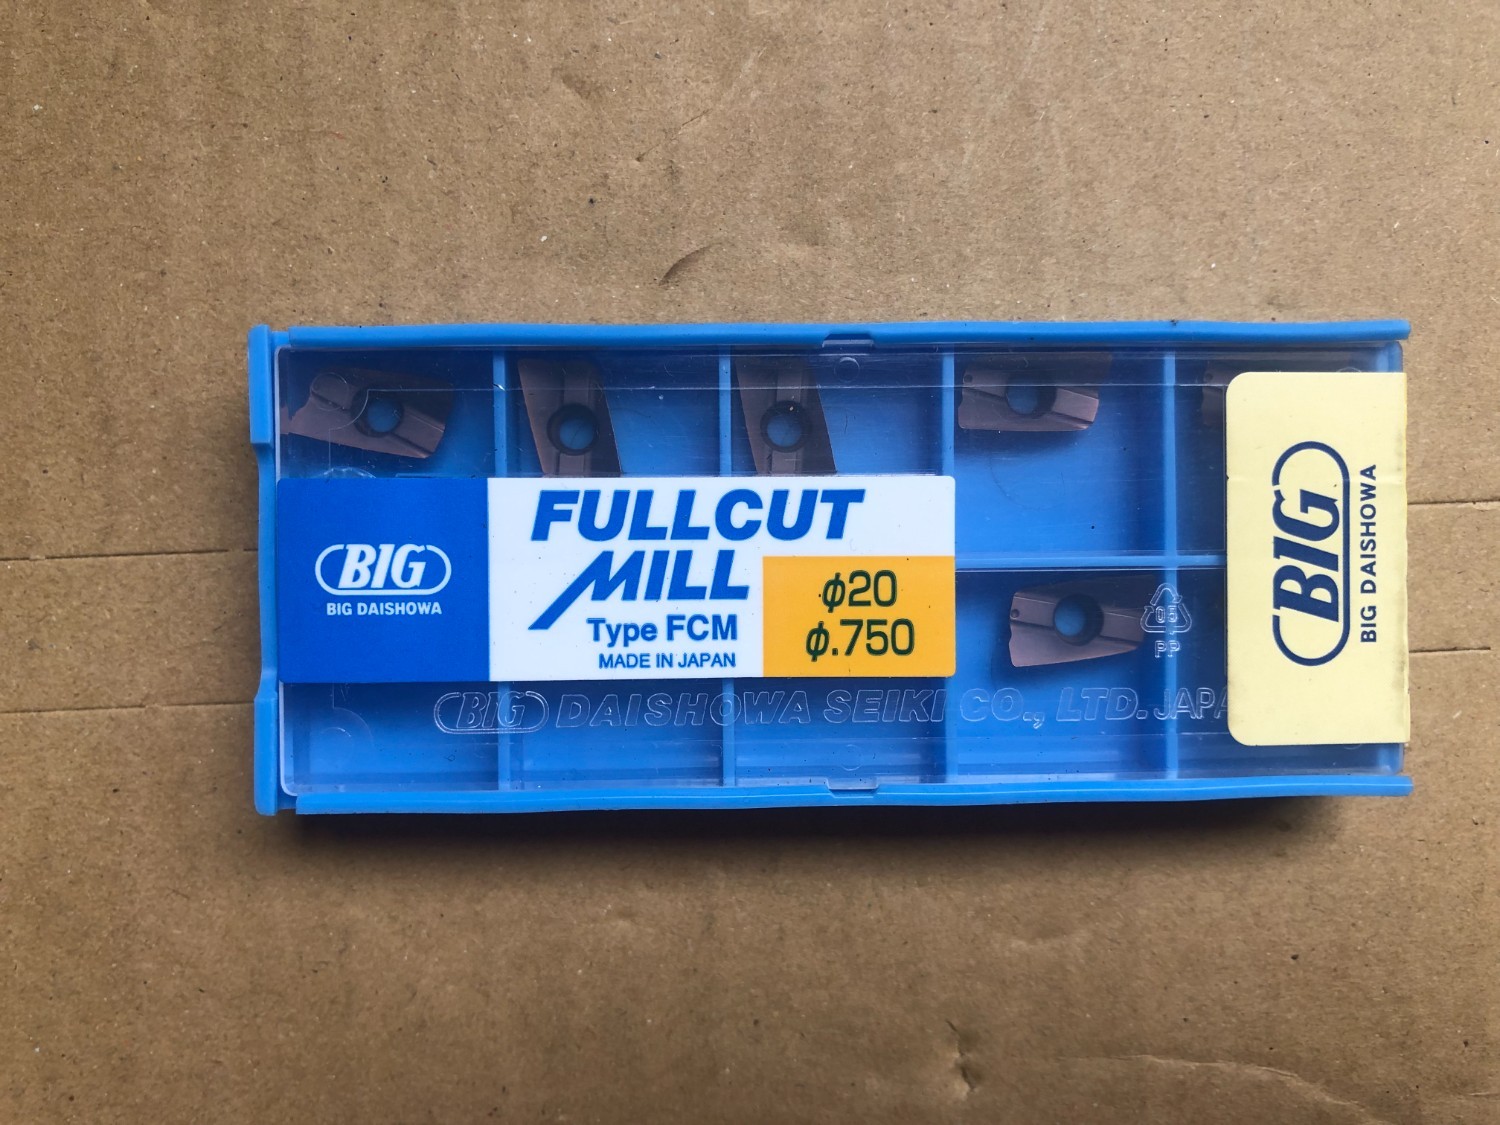 BIG
BIG DAISHOWA
FULLCUT
MILL
Type FCM
MADE IN JAPAN
ϕ20
ϕ.750
BIG DAISHOWA SEIKI CO., LTD.
05
PP
BIG
BIG DAISHOWA